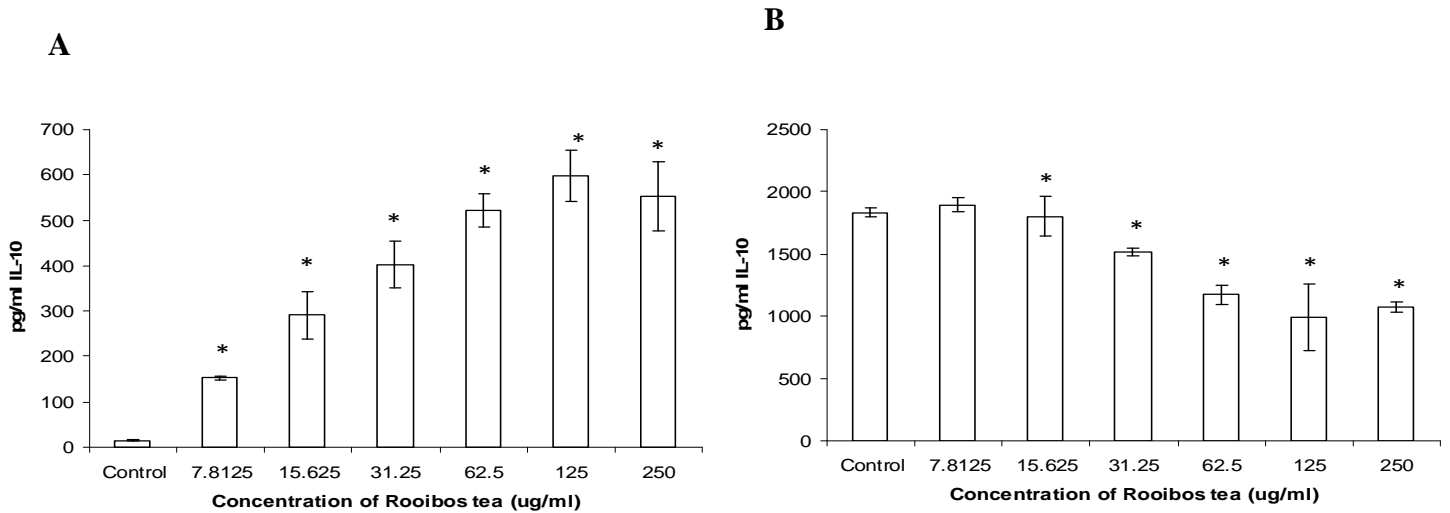 A
B
700
600
500
400
300
200
100
0
pg/ml IL-10
* * * * * *
Control 7.8125 15.625 31.25 62.5 125 250
Concentration of Rooibos tea (ug/ml)
2500
2000
1500
1000
500
0
pg/ml IL-10
* * * * *
Control 7.8125 15.625 31.25 62.5 125 250
Concentration of Rooibos tea (ug/ml)